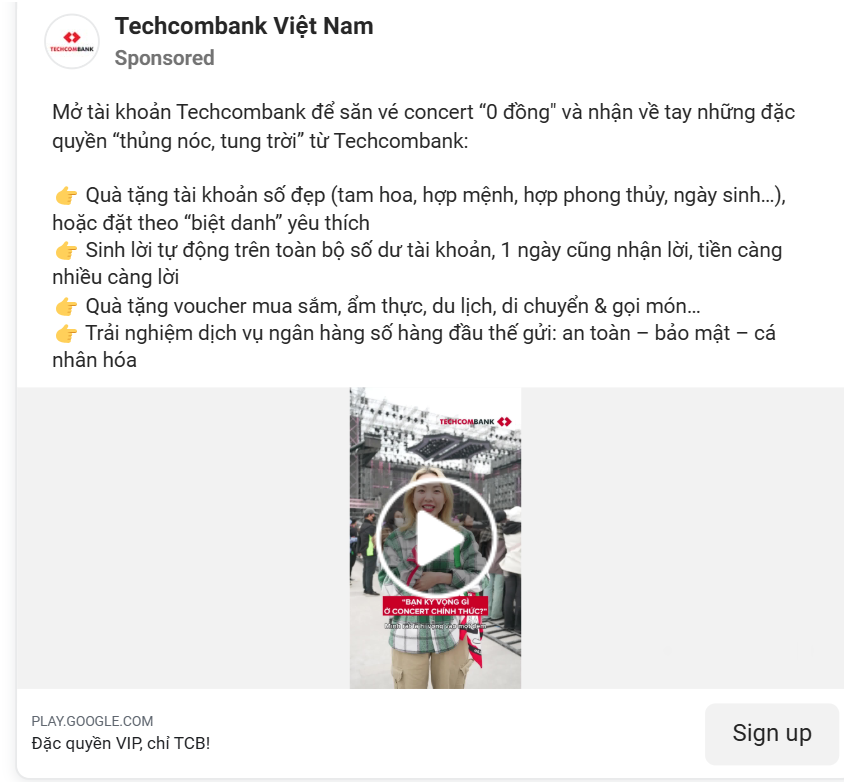 TECHCOMBANK
Techcombank Việt Nam
Sponsored
Mở tài khoản Techcombank để săn vé concert “0 đồng" và nhận về tay những đặc
quyền “thủng nóc, tung trời” từ Techcombank:
👉 Quà tặng tài khoản số đẹp (tam hoa, hợp mệnh, hợp phong thủy, ngày sinh…),
hoặc đặt theo “biệt danh” yêu thích
👉 Sinh lời tự động trên toàn bộ số dư tài khoản, 1 ngày cũng nhận lời, tiền càng
nhiều càng lời
👉 Quà tặng voucher mua sắm, ẩm thực, du lịch, di chuyển & gọi món…
👉 Trải nghiệm dịch vụ ngân hàng số hàng đầu thế gửi: an toàn – bảo mật – cá
nhân hóa
TECHCOMBANK
“BẠN KỲ VỌNG GÌ
Ở CONCERT CHÍNH THỨC?”
PLAY.GOOGLE.COM
Đặc quyền VIP, chỉ TCB!
Sign up